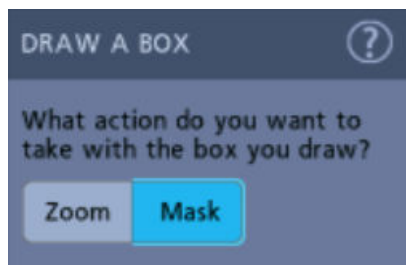 DRAW A BOX ?
What action do you want to
take with the box you draw?
Zoom Mask